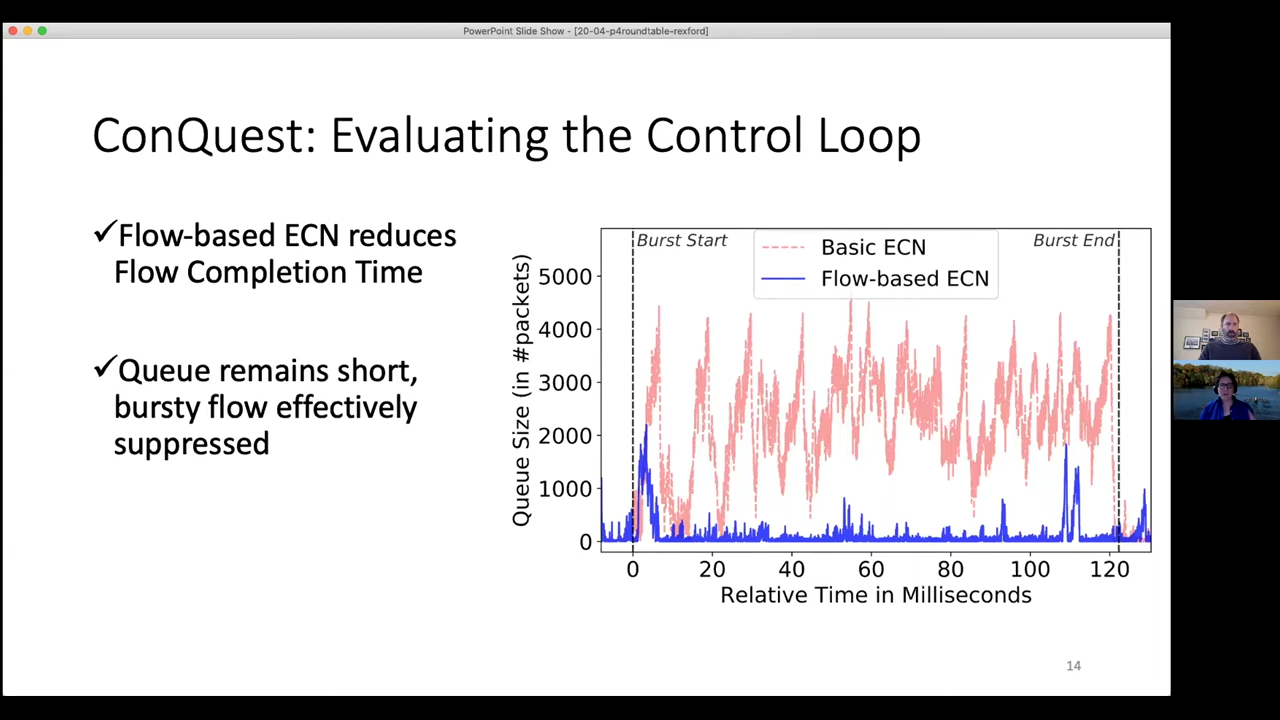 PowerPoint Slide Show - [20-04-p4roundtable-rexford]
ConQuest: Evaluating the Control Loop
✓Flow-based ECN reduces
Flow Completion Time
✓Queue remains short,
bursty flow effectively
suppressed
Burst Start
Burst End
Basic ECN
Flow-based ECN
Queue Size (in #packets)
5000
4000
3000
2000
1000
0
0 20 40 60 80 100 120
Relative Time in Milliseconds
14